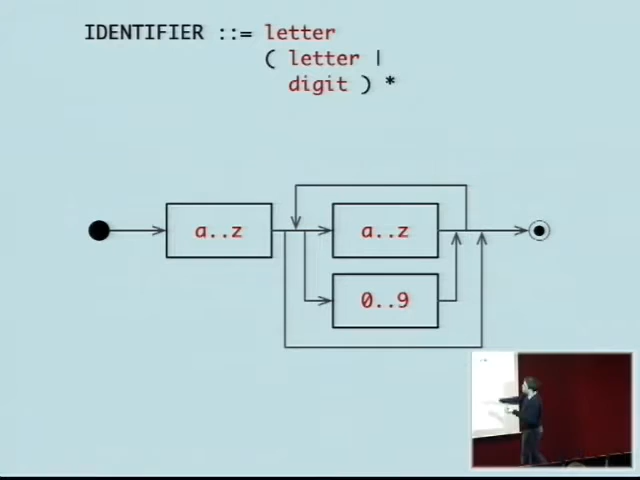 IDENTIFIER ::= letter
( letter |
digit ) *
a..z
a..z
0..9